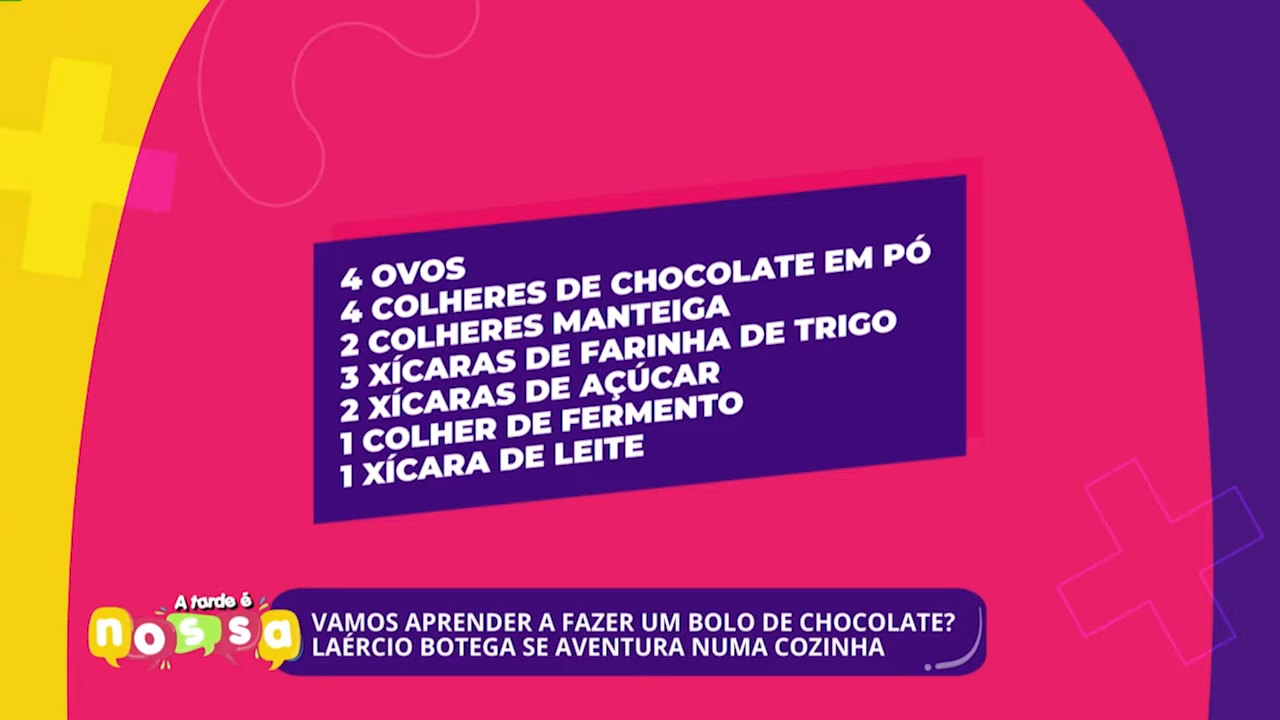 4 OVOS
4 COLHERES DE CHOCOLATE EM PÓ
2 COLHERES MANTEIGA
3 XÍCARAS DE FARINHA DE TRIGO
2 XÍCARAS DE AÇÚCAR
1 COLHER DE FERMENTO
1 XÍCARA DE LEITE
A tarde é
nossa
VAMOS APRENDER A FAZER UM BOLO DE CHOCOLATE?
LAÉRCIO BOTEGA SE AVENTURA NUMA COZINHA